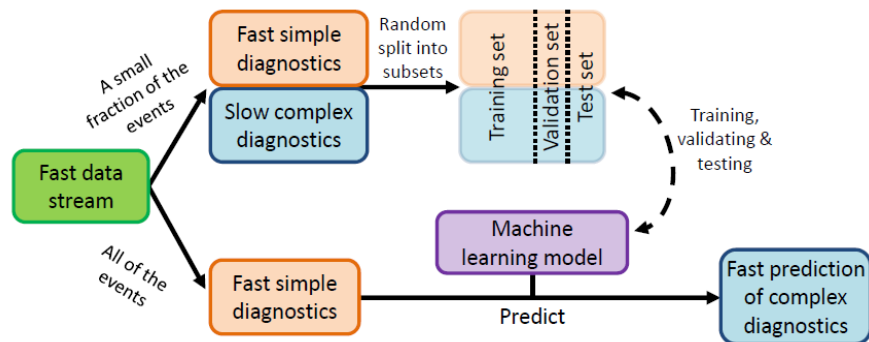 A small
fraction of the
events
Fast simple
diagnostics
Slow complex
diagnostics
Random
split into
subsets
Training set
Validation set
Test set
Training,
validating &
testing
Fast data
stream
All of the
events
Fast simple
diagnostics
Machine
learning model
Predict
Fast prediction
of complex
diagnostics